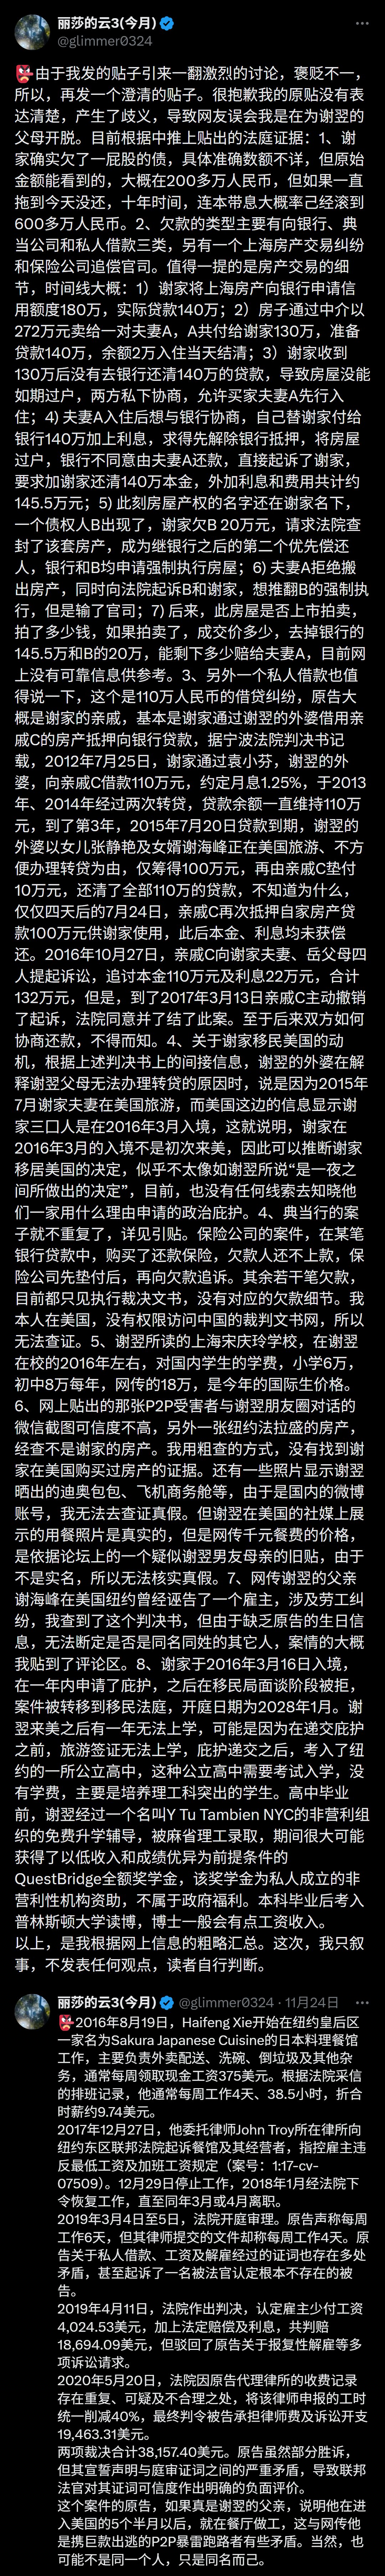 丽莎的云3(今月)
@glimmer0324
👺由于我发的贴子引来一翻激烈的讨论，褒贬不一，
所以，再发一个澄清的贴子。很抱歉我的原贴没有表
达清楚，产生了歧义，导致网友误会我是在为谢翌的
父母开脱。目前根据中推上贴出的法庭证据：1、谢
家确实欠了一屁股的债，具体准确数额不详，但原始
金额能看到的，大概在200多万人民币，但如果一直
拖到今天没还，十年时间，连本带息大概率已经滚到
600多万人民币。2、欠款的类型主要有向银行、典
当公司和私人借款三类，另有一个上海房产交易纠纷
和保险公司追偿官司。值得一提的是房产交易的细
节，时间线大概：1）谢家将上海房产向银行申请信
用额度180万，实际贷款140万；2）房子通过中介以
272万元卖给一对夫妻A，A共付给谢家130万，准备
贷款140万，余额2万入住当天结清；3）谢家收到
130万后没有去银行还清140万的贷款，导致房屋没能
如期过户，两方私下协商，允许买家夫妻A先行入
住；4) 夫妻A入住后想与银行协商，自己替谢家付给
银行140万加上利息，求得先解除银行抵押，将房屋
过户，银行不同意由夫妻A还款，直接起诉了谢家，
要求加谢家还清140万本金，外加利息和费用共计约
145.5万元；5) 此刻房屋产权的名字还在谢家名下，
一个债权人B出现了，谢家欠B 20万元，请求法院查
封了该套房产，成为继银行之后的第二个优先偿还
人，银行和B均申请强制执行房屋；6) 夫妻A拒绝搬
出房产，同时向法院起诉B和谢家，想推翻B的强制执
行，但是输了官司；7) 后来，此房屋是否上市拍卖，
拍了多少钱，如果拍卖了，成交价多少，去掉银行的
145.5万和B的20万，能剩下多少赔给夫妻A，目前网
上没有可靠信息供参考。3、另外一个私人借款也值
得说一下，这个是110万人民币的借贷纠纷，原告大
概是谢家的亲戚，基本是谢家通过谢翌的外婆借用亲
戚C的房产抵押向银行贷款，据宁波法院判决书记
载，2012年7月25日，谢家通过袁小芬，谢翌的外
婆，向亲戚C借款110万元，约定月息1.25%，于2013
年、2014年经过两次转贷，贷款余额一直维持110万
元，到了第3年，2015年7月20日贷款到期，谢翌的
外婆以女儿张静艳及女婿谢海峰正在美国旅游、不方
便办理转贷为由，仅筹得100万元，再由亲戚C垫付
10万元，还清了全部110万的贷款，不知道为什么，
仅仅四天后的7月24日，亲戚C再次抵押自家房产贷
款100万元供谢家使用，此后本金、利息均未获偿
还。2016年10月27日，亲戚C向谢家夫妻、岳父母四
人提起诉讼，追讨本金110万元及利息22万元，合计
132万元，但是，到了2017年3月13日亲戚C主动撤销
了起诉，法院同意并了结了此案。至于后来双方如何
协商还款，不得而知。4、关于谢家移民美国的动
机，根据上述判决书上的间接信息，谢翌的外婆在解
释谢翌父母无法办理转贷的原因时，说是因为2015年
7月谢家夫妻在美国旅游，而美国这边的信息显示谢
家三口人是在2016年3月入境，这就说明，谢家在
2016年3月的入境不是初次来美，因此可以推断谢家
移居美国的决定，似乎不太像如谢翌所说“是一夜之
间所做出的决定”，目前，也没有任何线索去知晓他
们一家用什么理由申请的政治庇护。4、典当行的案
子就不重复了，详见引贴。保险公司的案件，在某笔
银行贷款中，购买了还款保险，欠款人还不上款，保
险公司先垫付后，再向欠款追诉。其余若干笔欠款，
目前都只见执行裁决文书，没有对应的欠款细节。我
本人在美国，没有权限访问中国的裁判文书网，所以
无法查证。5、谢翌所读的上海宋庆玲学校，在谢翌
在校的2016年左右，对国内学生的学费，小学6万，
初中8万每年，网传的18万，是今年的国际生价格。
6、网上贴出的那张P2P受害者与谢翌朋友圈对话的
微信截图可信度不高，另外一张纽约法拉盛的房产，
经查不是谢家的房产。我用粗查的方式，没有找到谢
家在美国购买过房产的证据。还有一些照片显示谢翌
晒出的迪奥包包、飞机商务舱等，由于是国内的微博
账号，我无法去查证真假。但谢翌在美国的社媒上展
示的用餐照片是真实的，但是网传千元餐费的价格，
是依据论坛上的一个疑似谢翌男友母亲的旧贴，由于
不是实名，所以无法核实真假。7、网传谢翌的父亲
谢海峰在美国纽约曾经诬告了一个雇主，涉及劳工纠
纷，我查到了这个判决书，但由于缺乏原告的生日信
息，无法断定是否是同名同姓的其它人，案情的大概
我贴到了评论区。8、谢家于2016年3月16日入境，
在一年内申请了庇护，之后在移民局面谈阶段被拒，
案件被转移到移民法庭，开庭日期为2028年1月。谢
翌来美之后有一年无法上学，可能是因为在递交庇护
之前，旅游签证无法上学，庇护递交之后，考入了纽
约的一所公立高中，这种公立高中需要考试入学，没
有学费，主要是培养理工科突出的学生。高中毕业
前，谢翌经过一个名叫Y Tu Tambien NYC的非营利组
织的免费升学辅导，被麻省理工录取，期间很大可能
获得了以低收入和成绩优异为前提条件的
QuestBridge全额奖学金，该奖学金为私人成立的非
营利性机构资助，不属于政府福利。本科毕业后考入
普林斯顿大学读博，博士一般会有点工资收入。
以上，是我根据网上信息的粗略汇总。这次，我只叙
事，不发表任何观点，读者自行判断。
丽莎的云3(今月) @glimmer0324 · 11月24日
👺2016年8月19日，Haifeng Xie开始在纽约皇后区
一家名为Sakura Japanese Cuisine的日本料理餐馆
工作，主要负责外卖配送、洗碗、倒垃圾及其他杂
务，通常每周领取现金工资375美元。根据法院采信
的排班记录，他通常每周工作4天、38.5小时，折合
时薪约9.74美元。
2017年12月27日，他委托律师John Troy所在律所向
纽约东区联邦法院起诉餐馆及其经营者，指控雇主违
反最低工资及加班工资规定（案号：1:17-cv-
07509）。12月29日停止工作，2018年1月经法院下
令恢复工作，直至同年3月或4月离职。
2019年3月4日至5日，法院开庭审理。原告声称每周
工作6天，但其律师提交的文件却称每周工作4天。原
告关于私人借款、工资及解雇经过的证词也存在多处
矛盾，甚至起诉了一名被法官认定根本不存在的被
告。
2019年4月11日，法院作出判决，认定雇主少付工资
4,024.53美元，加上法定赔偿及利息，共判赔
18,694.09美元，但驳回了原告关于报复性解雇等多
项诉讼请求。
2020年5月20日，法院因原告代理律所的收费记录
存在重复、可疑及不合理之处，将该律师申报的工时
统一削减40%，最终判令被告承担律师费及诉讼开支
19,463.31美元。
两项裁决合计38,157.40美元。原告虽然部分胜诉，
但其宣誓声明与庭审证词之间的严重矛盾，导致联邦
法官对其证词可信度作出明确的负面评价。
这个案件的原告，如果真是谢翌的父亲，说明他在进
入美国的5个半月以后，就在餐厅做工，这与网传他
是携巨款出逃的P2P暴雷跑路者有些矛盾。当然，也
可能不是同一个人，只是同名而已。